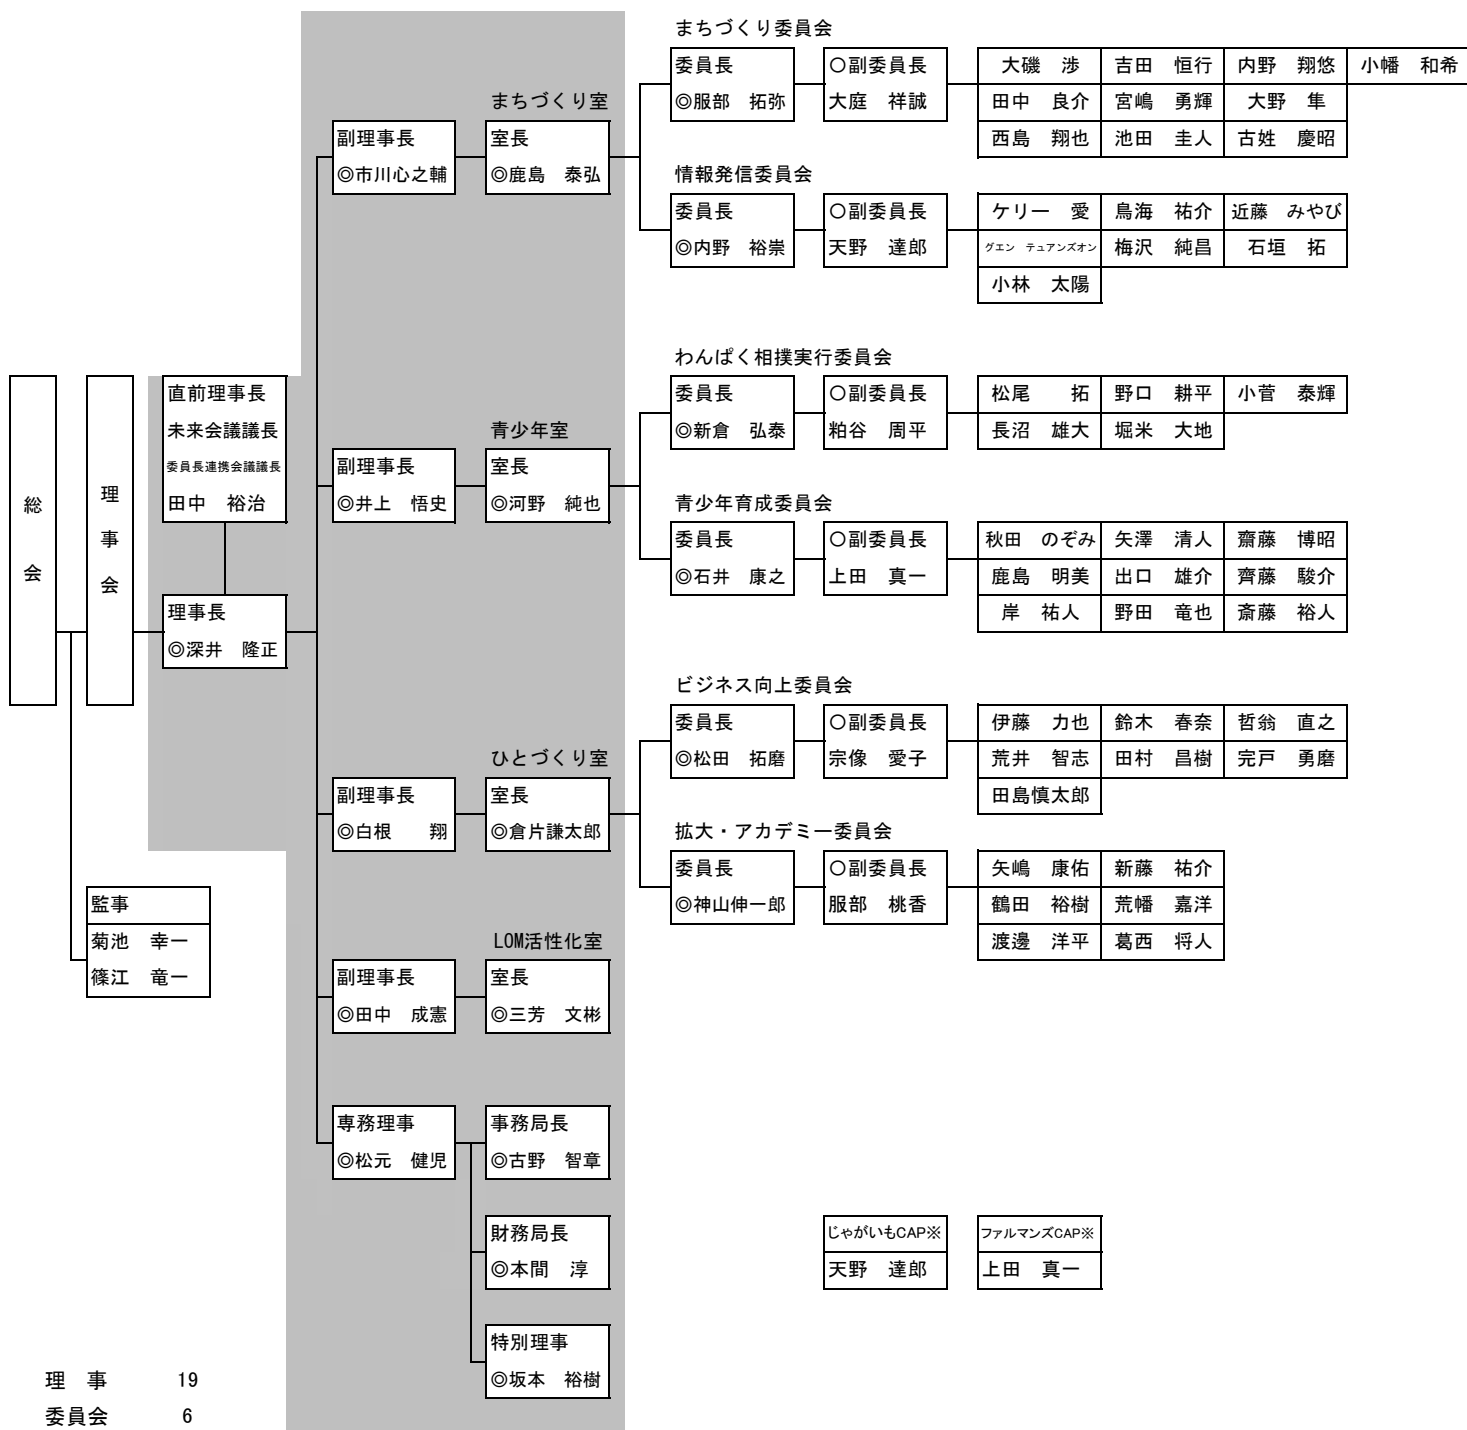 総会
理事会
直前理事長
未来会議議長
委員長連携会議議長
田中　裕治
理事長
◎深井　隆正
監事
菊池　幸一
篠江　竜一
まちづくり室
副理事長
◎市川心之輔
室長
◎鹿島　泰弘
まちづくり委員会
委員長
◎服部　拓弥
〇副委員長
大庭　祥誠
大磯　渉　吉田　恒行　内野　翔悠　小幡　和希
田中　良介　宮嶋　勇輝　大野　隼
西島　翔也　池田　圭人　古姓　慶昭
情報発信委員会
委員長
◎内野　裕崇
〇副委員長
天野　達郎
ケリー　愛　鳥海　祐介　近藤　みやび
グエン　テュアンズオン　梅沢　純昌　石垣　拓
小林　太陽
青少年室
副理事長
◎井上　悟史
室長
◎河野　純也
わんぱく相撲実行委員会
委員長
◎新倉　弘泰
〇副委員長
粕谷　周平
松尾　拓　野口　耕平　小菅　泰輝
長沼　雄大　堀米　大地
青少年育成委員会
委員長
◎石井　康之
〇副委員長
上田　真一
秋田　のぞみ　矢澤　清人　齋藤　博昭
鹿島　明美　出口　雄介　齊藤　駿介
岸　祐人　野田　竜也　斎藤　裕人
ひとづくり室
副理事長
◎白根　翔
室長
◎倉片謙太郎
ビジネス向上委員会
委員長
◎松田　拓磨
〇副委員長
宗像　愛子
伊藤　力也　鈴木　春奈　哲翁　直之
荒井　智志　田村　昌樹　完戸　勇磨
田島慎太郎
拡大・アカデミー委員会
委員長
◎神山伸一郎
〇副委員長
服部　桃香
矢嶋　康佑　新藤　祐介
鶴田　裕樹　荒幡　嘉洋
渡邊　洋平　葛西　将人
LOM活性化室
副理事長
◎田中　成憲
室長
◎三芳　文彬
専務理事
◎松元　健児
事務局長
◎古野　智章
財務局長
◎本間　淳
特別理事
◎坂本　裕樹
じゃがいもCAP※
天野　達郎
ファルマンズCAP※
上田　真一
理　事　19
委員会　6